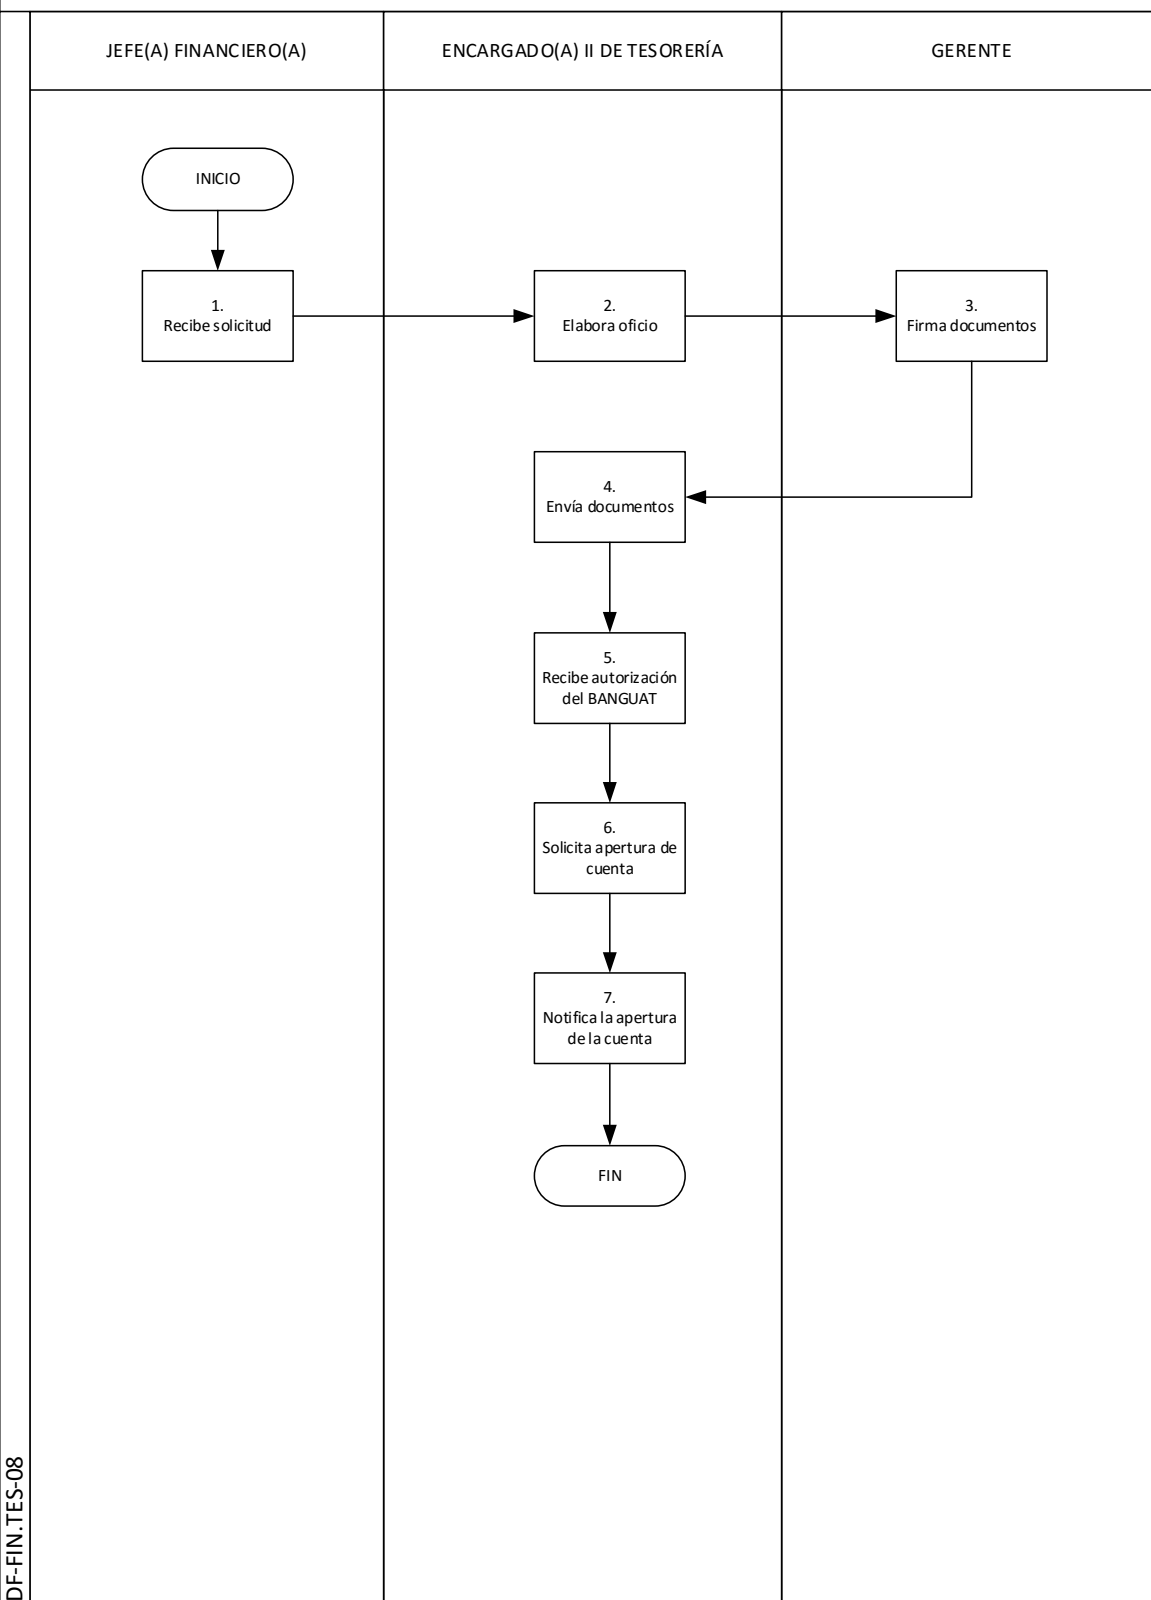 JEFE(A) FINANCIERO(A)
ENCARGADO(A) II DE TESORERÍA
GERENTE
INICIO
1.
Recibe solicitud
2.
Elabora oficio
3.
Firma documentos
4.
Envía documentos
5.
Recibe autorización
del BANGUAT
6.
Solicita apertura de
cuenta
7.
Notifica la apertura
de la cuenta
FIN
DF-FIN.TES-08